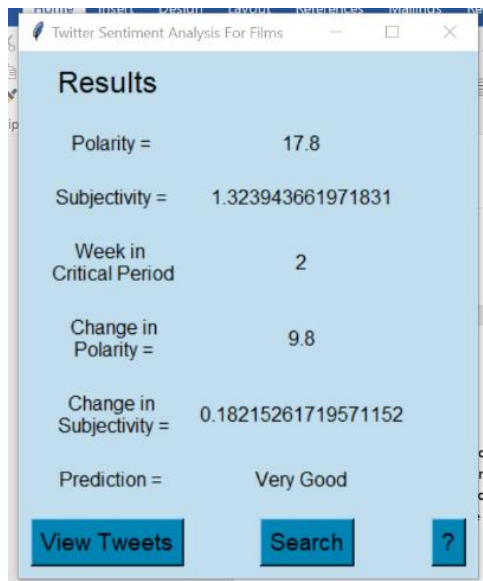 Twitter Sentiment Analysis For Films
Results
Polarity = 17.8
Subjectivity = 1.323943661971831
Week in
Critical Period 2
Change in
Polarity = 9.8
Change in
Subjectivity = 0.18215261719571152
Prediction = Very Good
View Tweets Search ?